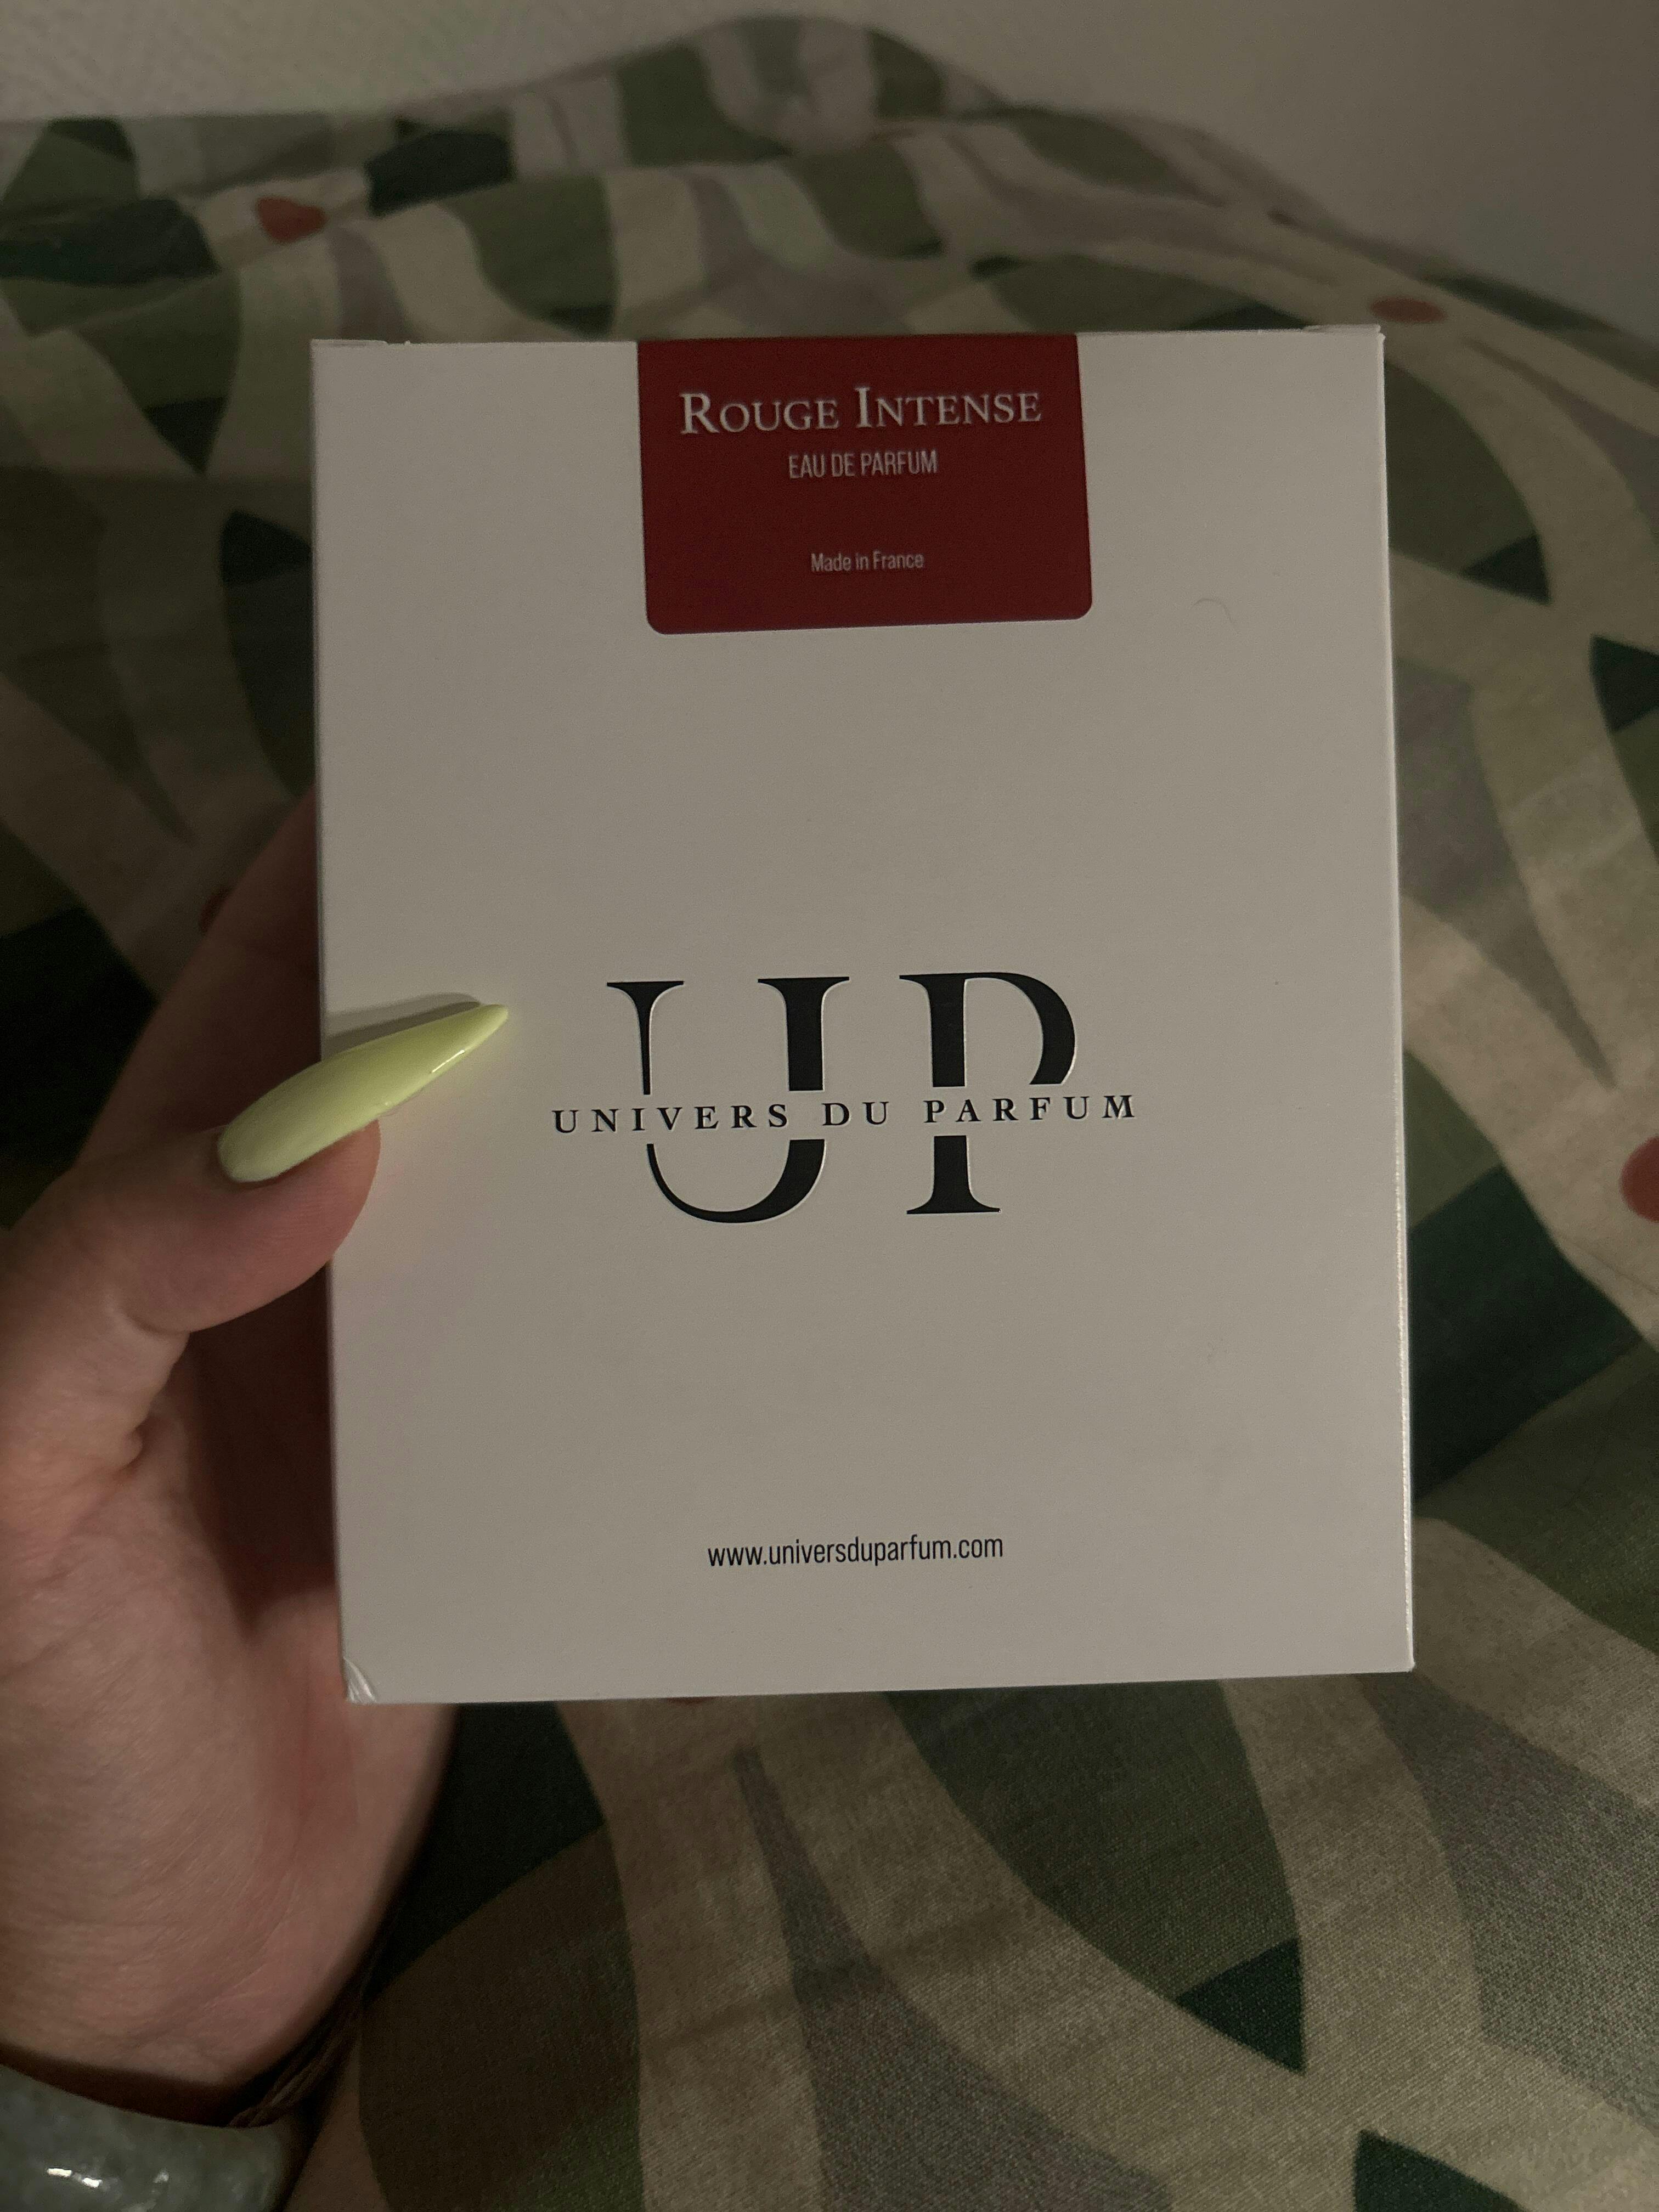 ROUGE INTENSE
EAU DE PARFUM
Made in France
UP
UNIVERS DU PARFUM
www.universduparfum.com